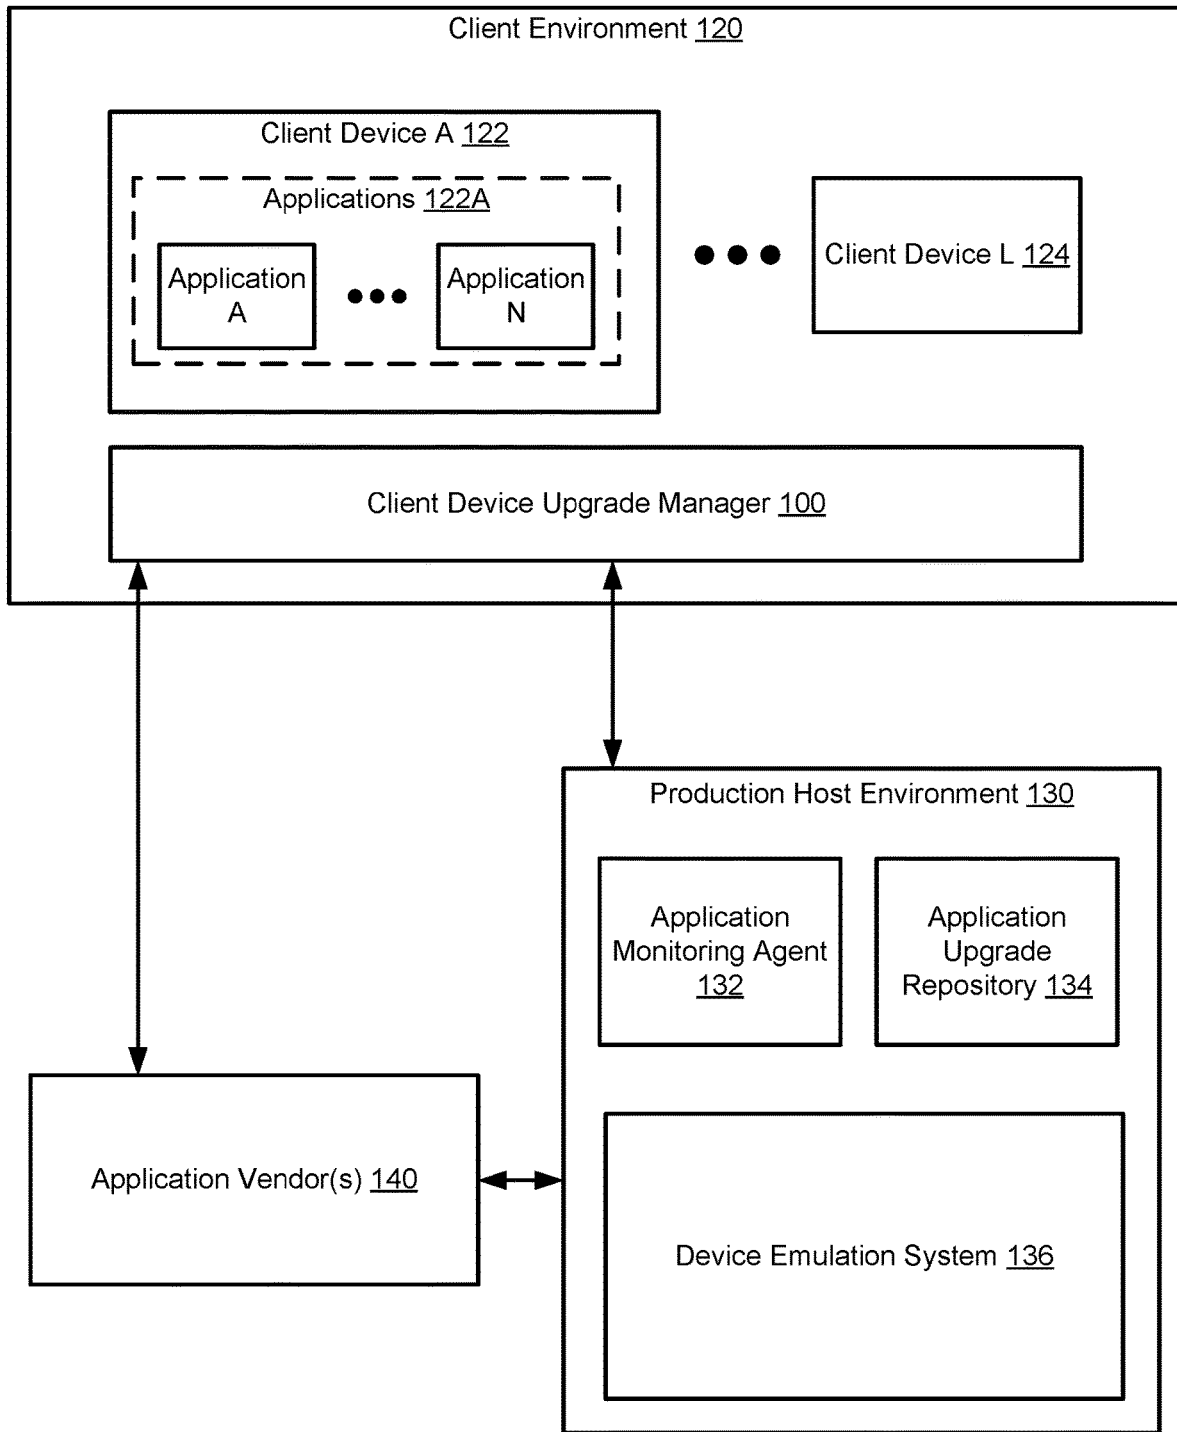 Client Environment 120
Client Device A 122
Applications 122A
Application
A
Application
N
Client Device L 124
Client Device Upgrade Manager 100
Production Host Environment 130
Application
Monitoring Agent
132
Application
Upgrade
Repository 134
Application Vendor(s) 140
Device Emulation System 136